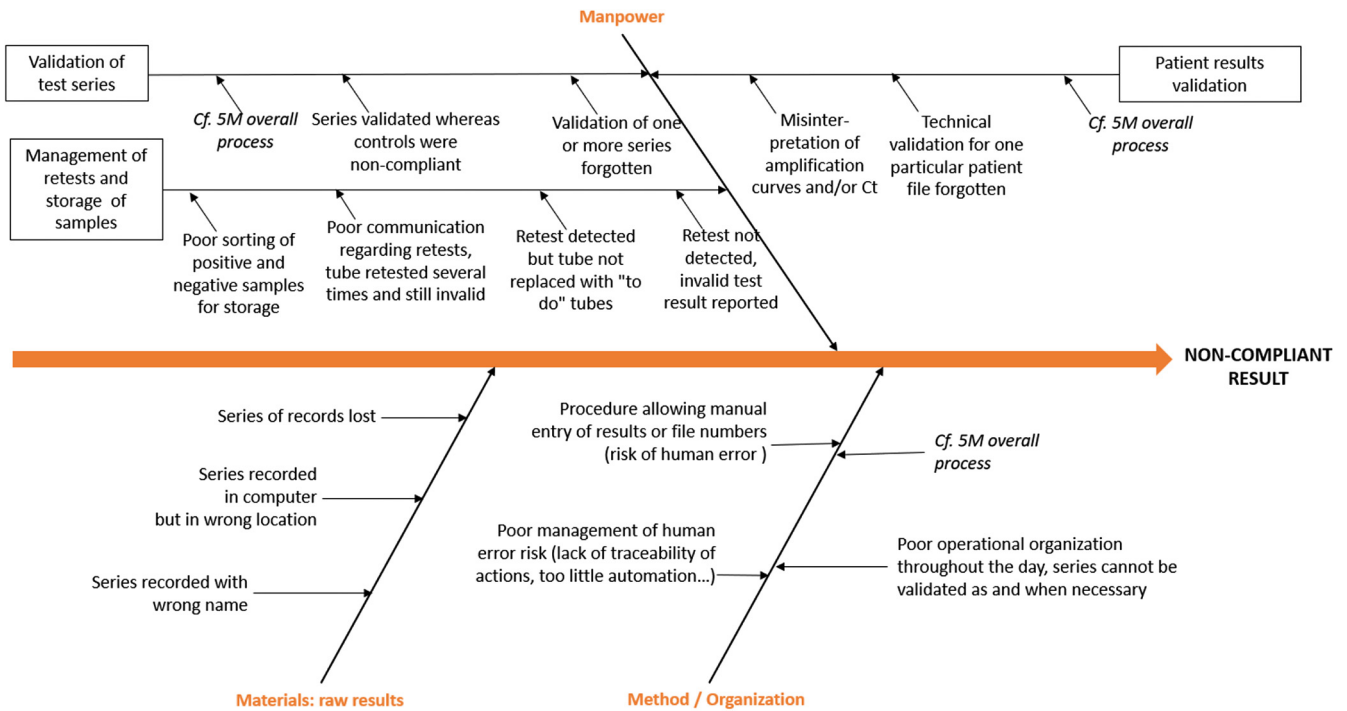 Manpower
Validation of
test series
Patient results
validation
Cf. 5M overall
process
Series validated whereas
controls were
non-compliant
Validation of one
or more series
forgotten
Misinter-
pretation of
amplification
curves and/or Ct
Technical
validation for one
particular patient
file forgotten
Cf. 5M overall
process
Management of
retests and
storage of
samples
Poor sorting of
positive and
negative samples
for storage
Poor communication
regarding retests,
tube retested several
times and still invalid
Retest detected
but tube not
replaced with "to
do" tubes
Retest not
detected,
invalid test
result reported
NON-COMPLIANT
RESULT
Series of records lost
Series recorded
in computer
but in wrong location
Series recorded with
wrong name
Materials: raw results
Procedure allowing manual
entry of results or file numbers
(risk of human error )
Cf. 5M overall
process
Poor management of human
error risk (lack of traceability of
actions, too little automation...)
Poor operational organization
throughout the day, series cannot be
validated as and when necessary
Method / Organization